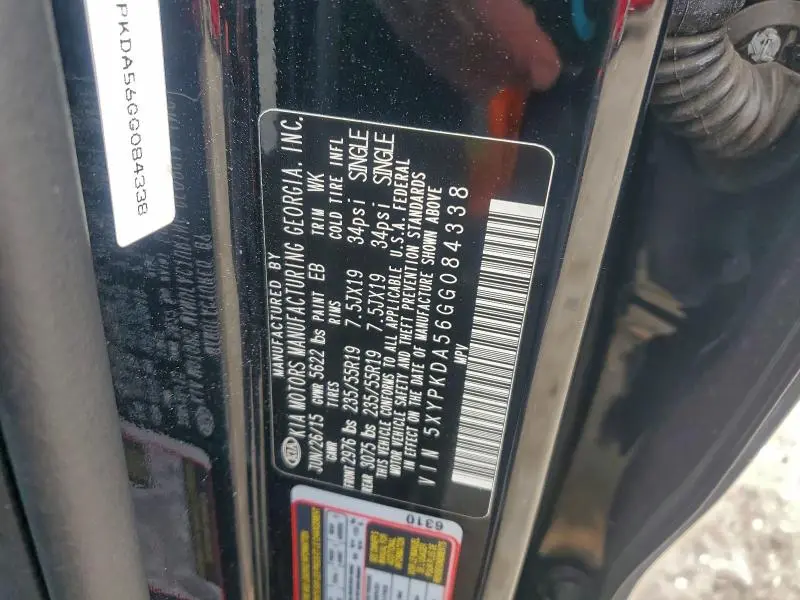 PKDA56GG084338
MANUFACTURED BY
KIA KIA MOTORS MANUFACTURING GEORGIA, INC.
JUN/26/15 GVWR 5622 lbs PAINT EB TRIM WK
GAWR TIRES RIMS COLD TIRE INFL
FRONT 2976 lbs 235/55R19 7.5JX19 34psi SINGLE
REAR 3075 lbs 235/55R19 7.5JX19 34psi SINGLE
THIS VEHICLE CONFORMS TO ALL APPLICABLE U.S.A. FEDERAL
MOTOR VEHICLE SAFETY AND THEFT PREVENTION STANDARDS
IN EFFECT ON THE DATE OF MANUFACTURE SHOWN ABOVE
VIN 5XYPKDA56GG084338
MPV
6310